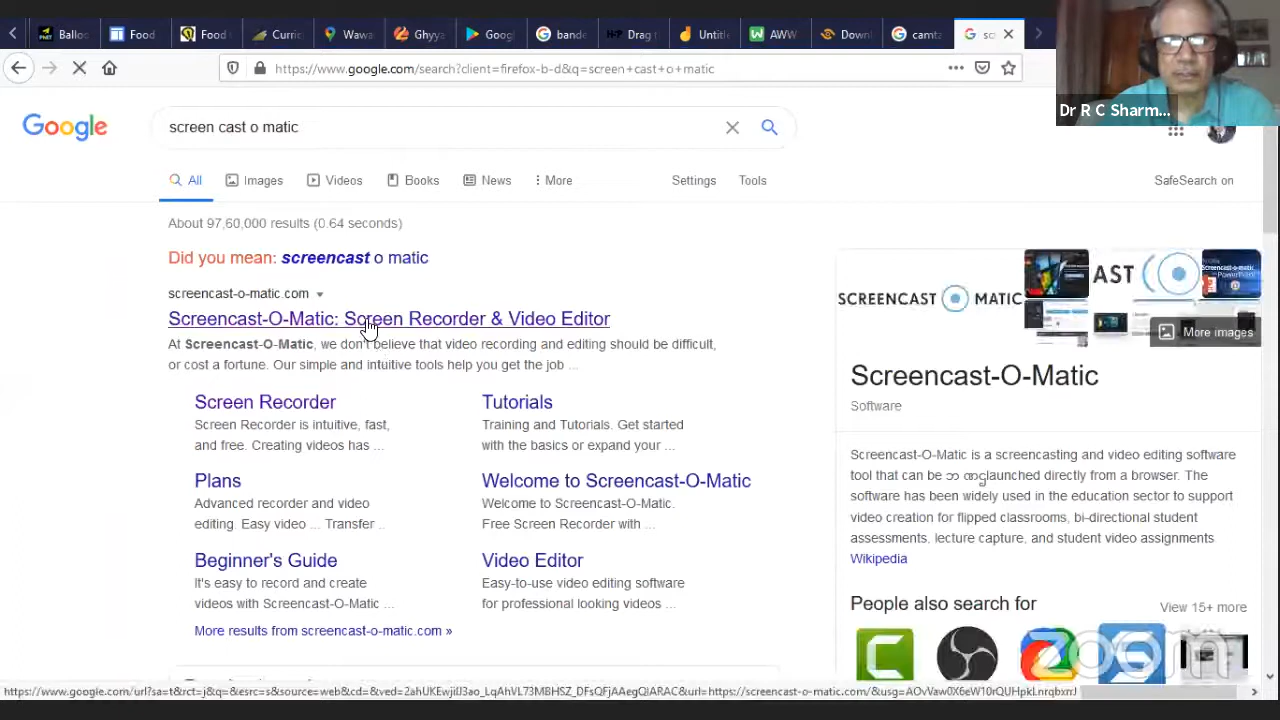 Balloo
Food
Food
Curric
Wawa
Ghyya
Googl
bande
Drag t
Untitle
AWW
Down
camta
https://www.google.com/search?client=firefox-b-d&q=screen+cast+o+matic
Dr R C Sharm...
Google
screen cast o matic
All
Images
Videos
Books
News
More
Settings
Tools
SafeSearch on
About 97,60,000 results (0.64 seconds)
Did you mean: screencast o matic
screencast-o-matic.com
Screencast-O-Matic: Screen Recorder & Video Editor
At Screencast-O-Matic, we don't believe that video recording and editing should be difficult,
or cost a fortune. Our simple and intuitive tools help you get the job ...
Screen Recorder
Screen Recorder is intuitive, fast,
and free. Creating videos has ...
Tutorials
Training and Tutorials. Get started
with the basics or expand your ...
Plans
Advanced recorder and video
editing. Easy video ... Transfer ...
Welcome to Screencast-O-Matic
Welcome to Screencast-O-Matic.
Free Screen Recorder with ...
Beginner's Guide
It's easy to record and create
videos with Screencast-O-Matic ...
Video Editor
Easy-to-use video editing software
for professional looking videos ...
More results from screencast-o-matic.com »
SCREENCAST MATIC
CAST
More images
Screencast-O-Matic
Software
Screencast-O-Matic is a screencasting and video editing software
tool that can be launched directly from a browser. The
software has been widely used in the education sector to support
video creation for flipped classrooms, bi-directional student
assessments, lecture capture, and student video assignments
Wikipedia
People also search for
View 15+ more
zoom